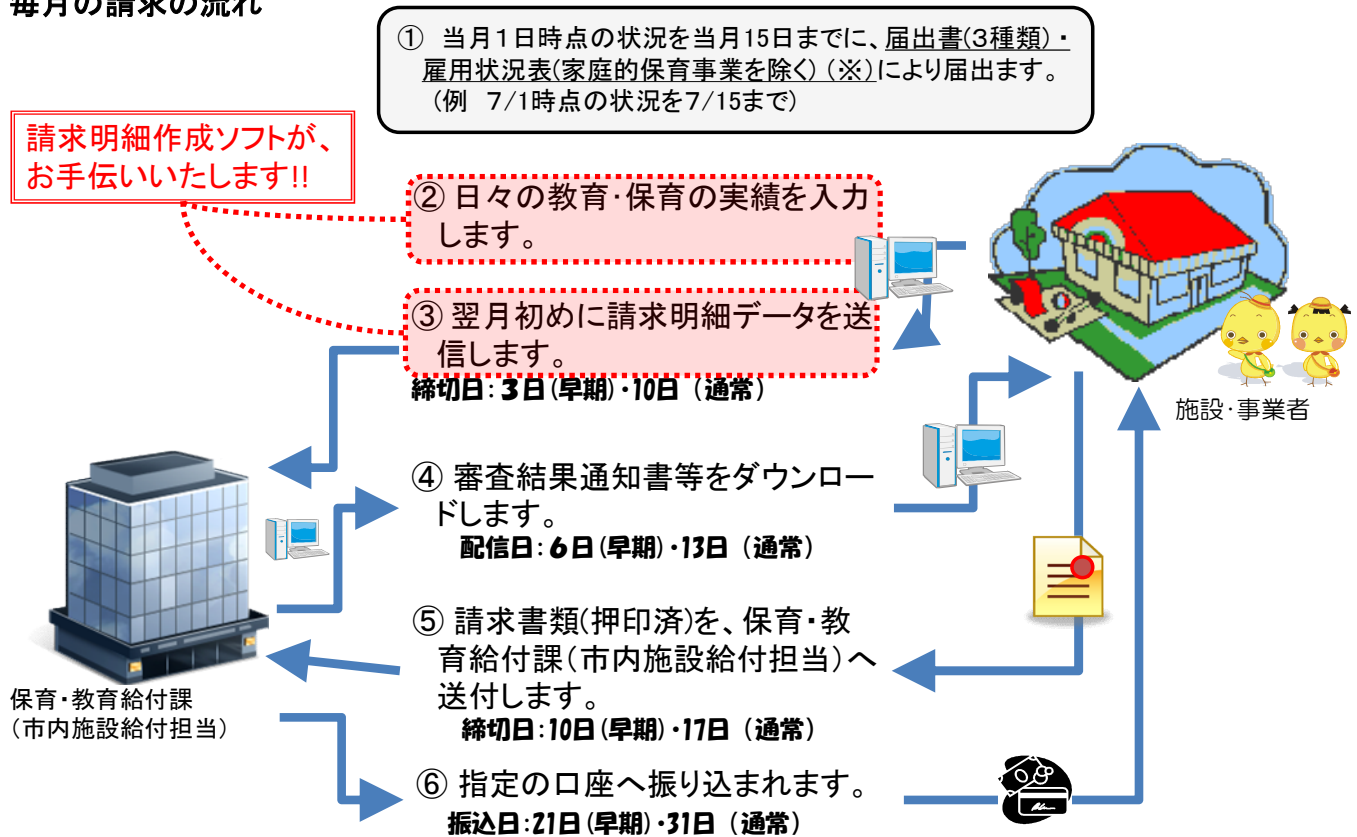 毎月の請求の流れ
① 当月1日時点の状況を当月15日までに、届出書(3種類)・
雇用状況表(家庭的保育事業を除く)(※)により届出ます。
(例 7/1時点の状況を7/15まで)
請求明細作成ソフトが、
お手伝いいたします!!
② 日々の教育・保育の実績を入力
します。
③ 翌月初めに請求明細データを送
信します。
締切日:3日(早期)・10日(通常)
施設・事業者
④ 審査結果通知書等をダウンロー
ドします。
配信日:6日(早期)・13日(通常)
⑤ 請求書類(押印済)を、保育・教
育給付課(市内施設給付担当)へ
送付します。
締切日:10日(早期)・17日(通常)
保育・教育給付課
(市内施設給付担当)
⑥ 指定の口座へ振り込まれます。
振込日:21日(早期)・31日(通常)